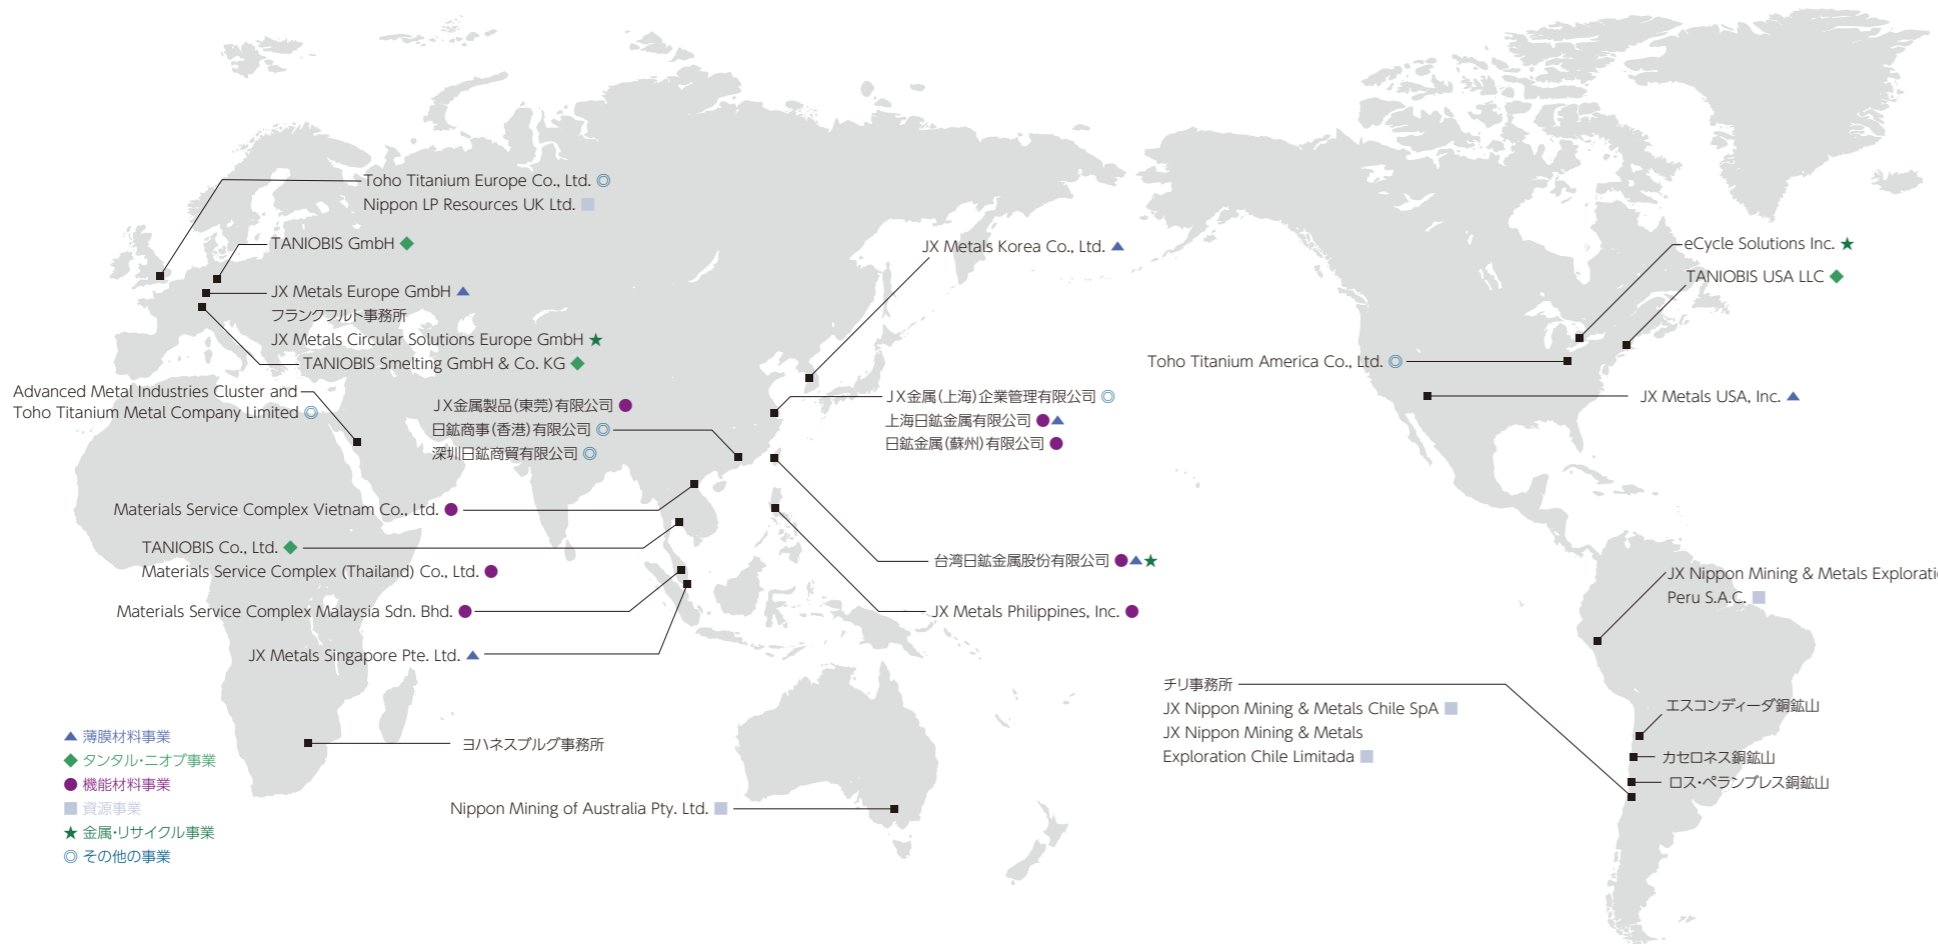 Toho Titanium Europe Co., Ltd. ◎
Nippon LP Resources UK Ltd. ■
TANIOBIS GmbH ◆
JX Metals Europe GmbH ▲
フランクフルト事務所
JX Metals Circular Solutions Europe GmbH ★
TANIOBIS Smelting GmbH & Co. KG ◆
Advanced Metal Industries Cluster and
Toho Titanium Metal Company Limited ◎
JX金属製品(東莞)有限公司 ●
日鉱商事(香港)有限公司 ◎
深圳日鉱商貿有限公司 ◎
Materials Service Complex Vietnam Co., Ltd. ●
TANIOBIS Co., Ltd. ◆
Materials Service Complex (Thailand) Co., Ltd. ●
Materials Service Complex Malaysia Sdn. Bhd. ●
JX Metals Singapore Pte. Ltd. ▲
ヨハネスブルグ事務所
Nippon Mining of Australia Pty. Ltd. ■
JX Metals Korea Co., Ltd. ▲
JX金属(上海)企業管理有限公司 ◎
上海日鉱金属有限公司 ●▲
日鉱金属(蘇州)有限公司 ●
台湾日鉱金属股份有限公司 ●▲★
JX Metals Philippines, Inc. ●
eCycle Solutions Inc. ★
TANIOBIS USA LLC ◆
Toho Titanium America Co., Ltd. ◎
JX Metals USA, Inc. ▲
JX Nippon Mining & Metals Exploratio
Peru S.A.C. ■
チリ事務所
JX Nippon Mining & Metals Chile SpA ■
JX Nippon Mining & Metals
Exploration Chile Limitada ■
エスコンディーダ銅鉱山
カセロネス銅鉱山
ロス・ペランブレス銅鉱山
▲ 薄膜材料事業
◆ タンタル・ニオブ事業
● 機能材料事業
■ 資源事業
★ 金属・リサイクル事業
◎ その他の事業